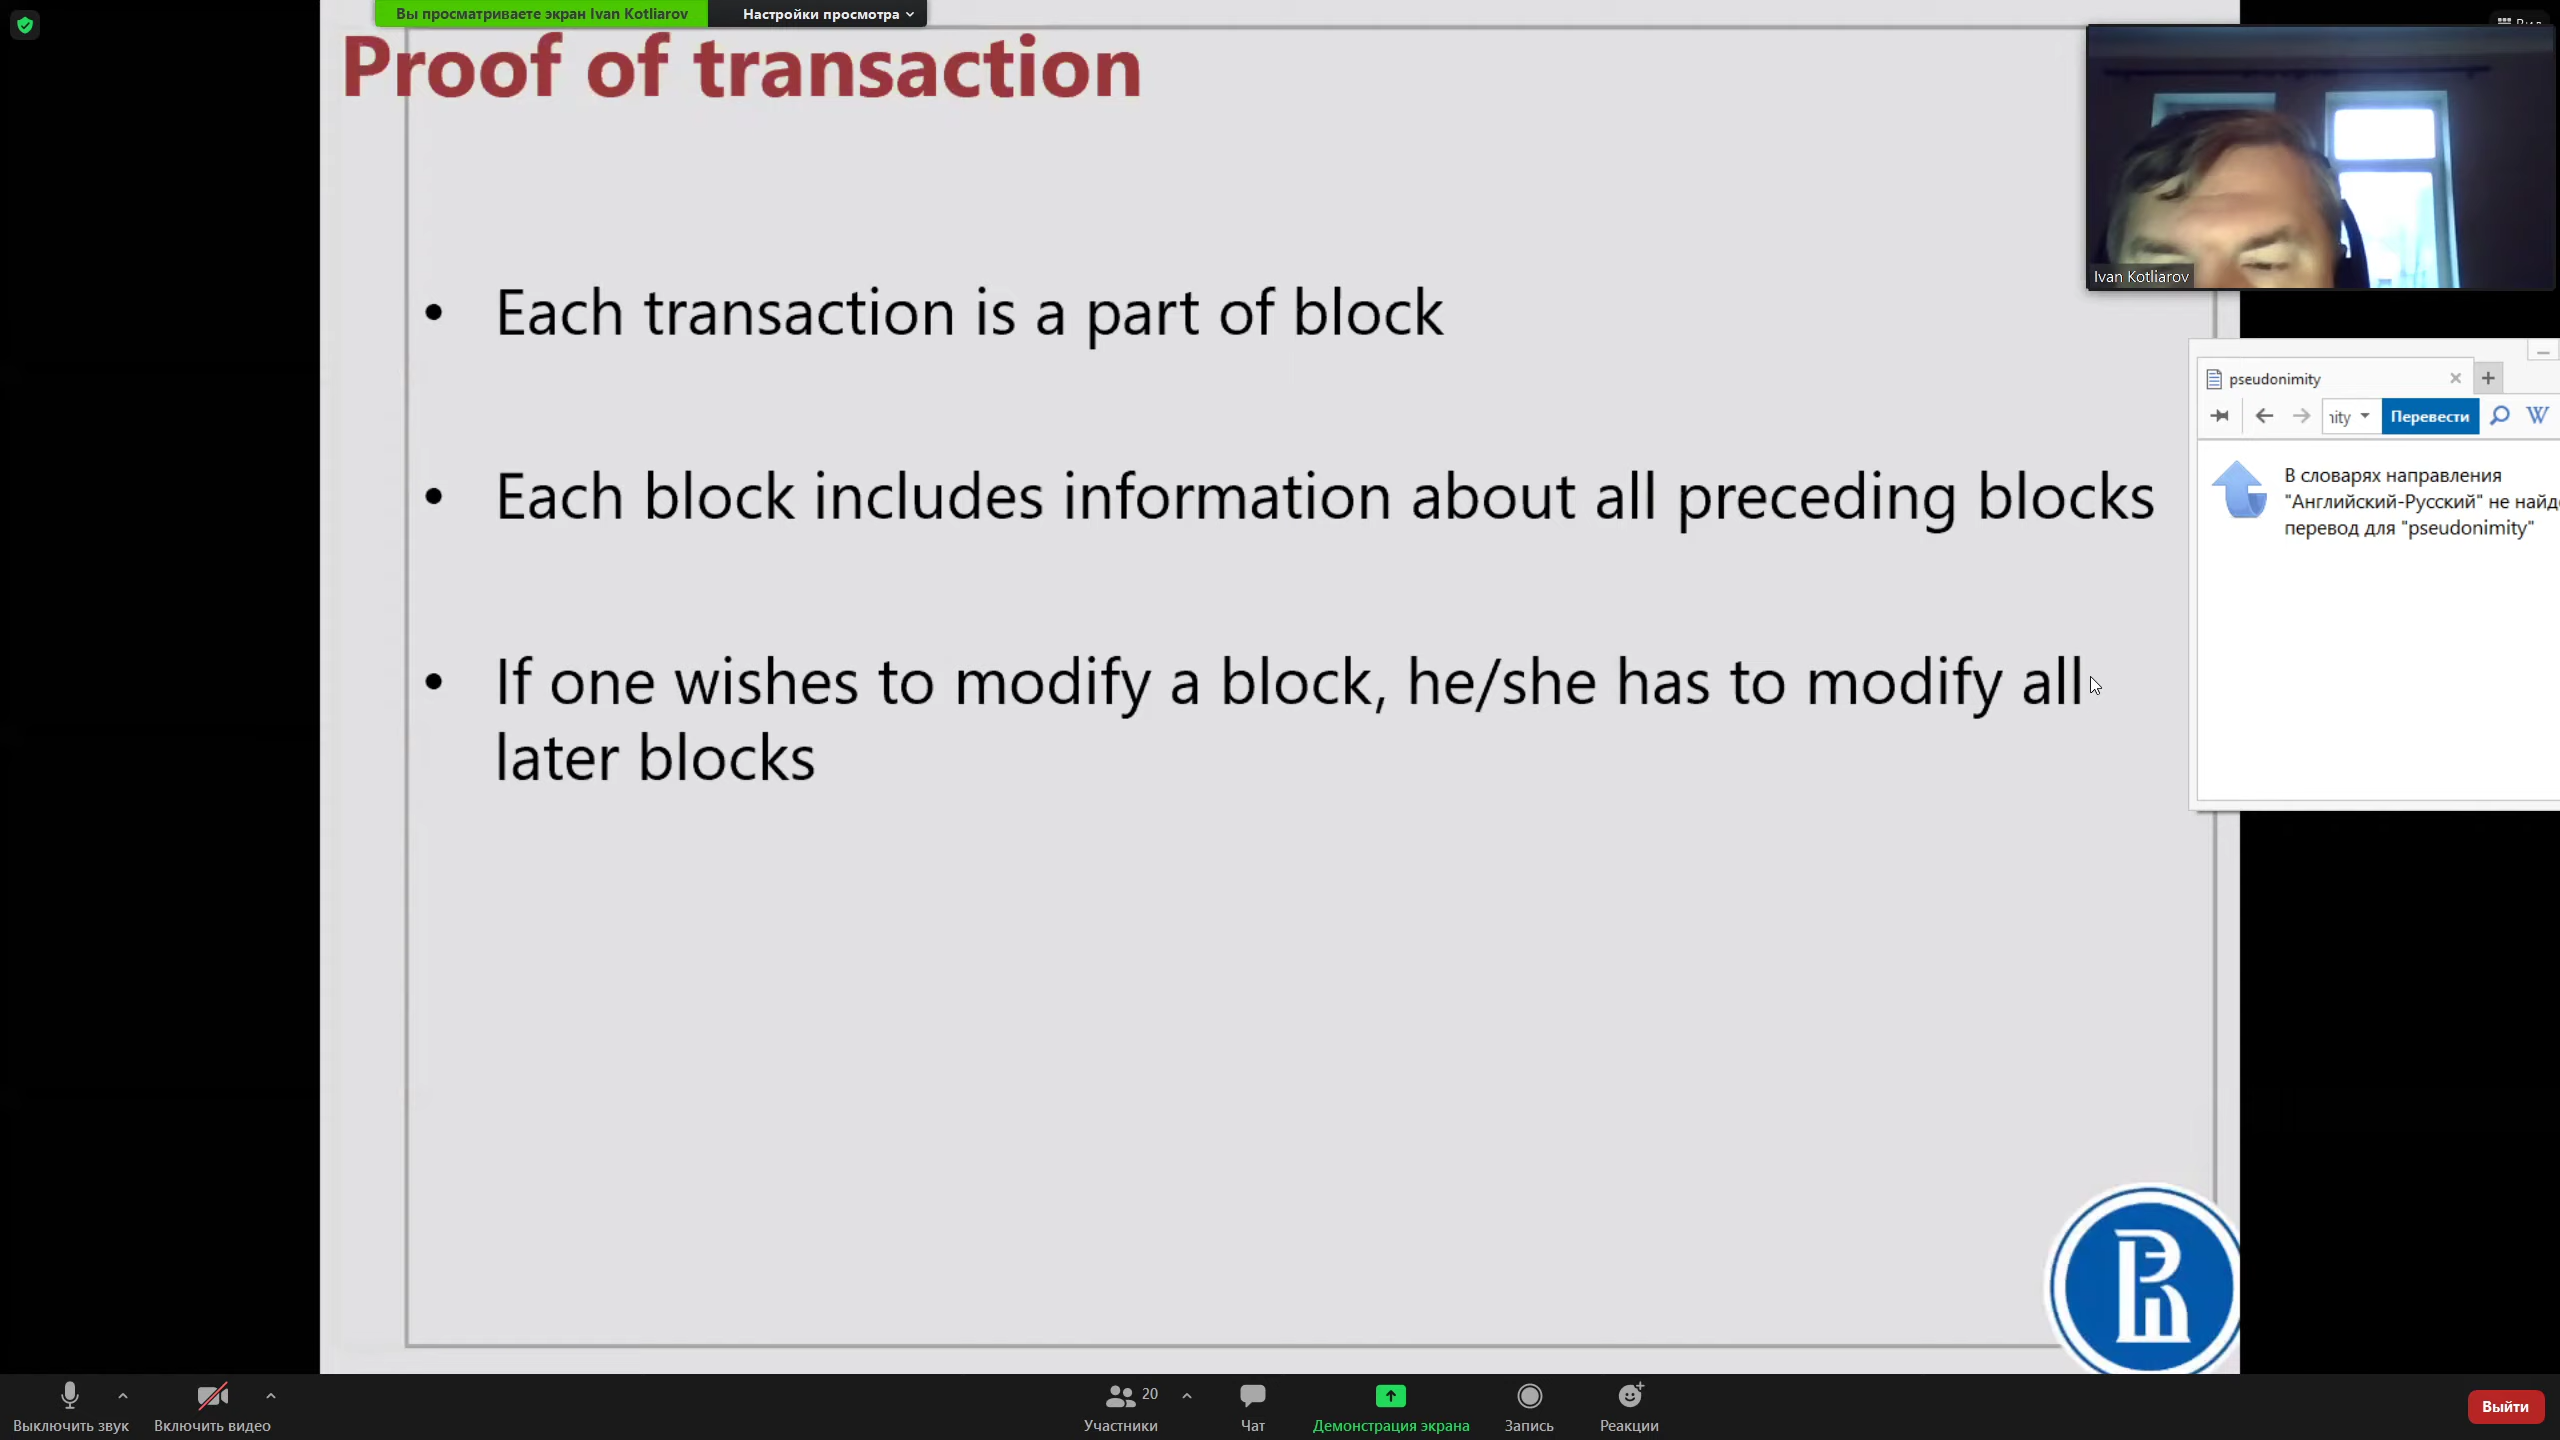 Вы просматриваете экран Ivan Kotliarov
Настройки просмотра
Вид
Proof of transaction
Ivan Kotliarov
• Each transaction is a part of block
• Each block includes information about all preceding blocks
• If one wishes to modify a block, he/she has to modify all
later blocks
pseudonimity
nity
Перевести
W
В словарях направления
"Английский-Русский" не найд
перевод для "pseudonimity"
Выключить звук
Включить видео
20
Участники
Чат
Демонстрация экрана
Запись
Реакции
Выйти